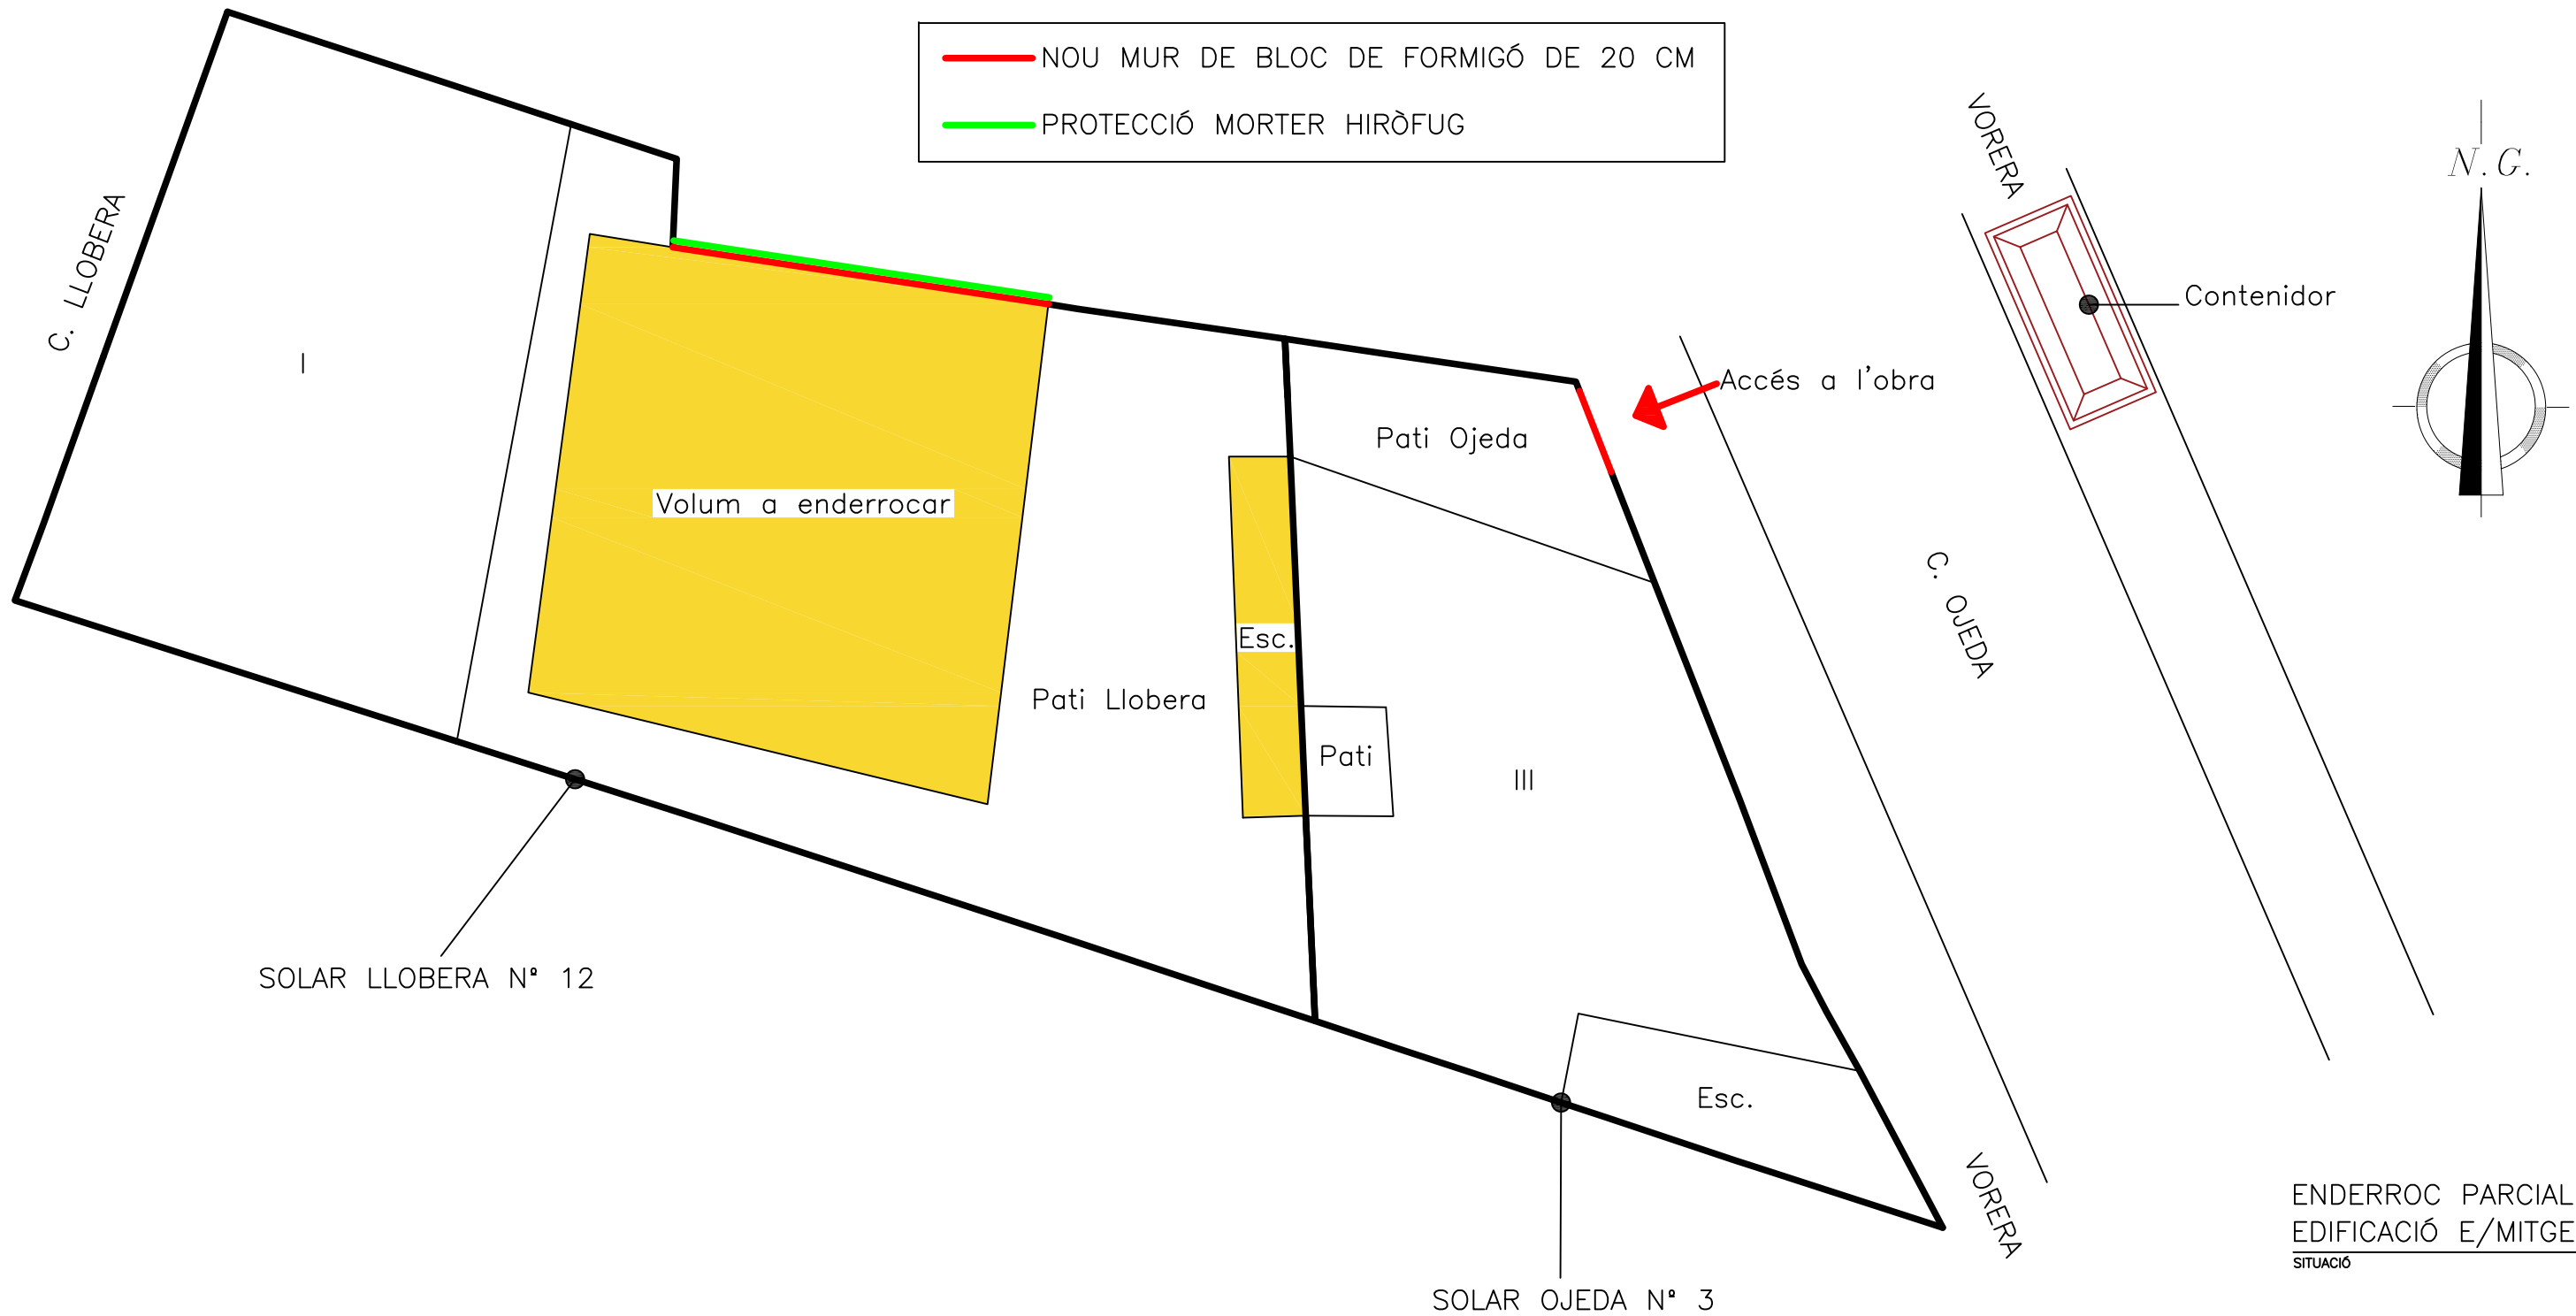 NOU MUR DE BLOC DE FORMIGÓ DE 20 CM
PROTECCIÓ MORTER HIRÒFUG
VORERA
N.G.
C. LLOBERA
Contenidor
I
Accés a l'obra
Pati Ojeda
Volum a enderrocar
C. OJEDA
Esc.
Pati Llobera
Pati
III
SOLAR LLOBERA Nº 12
Esc.
VORERA
ENDERROC PARCIAL
EDIFICACIÓ E/MITGE
SITUACIÓ
SOLAR OJEDA Nº 3